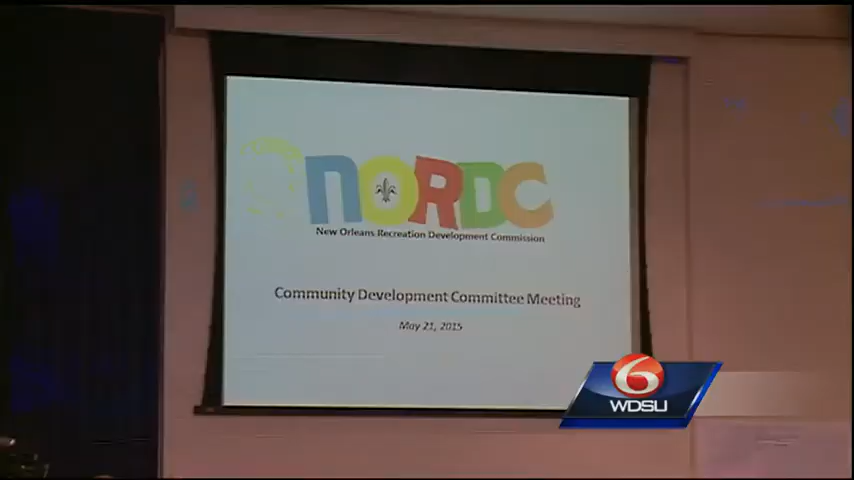 NORDC
New Orleans Recreation Development Commission
Community Development Committee Meeting
May 21, 2015
6
WDSU